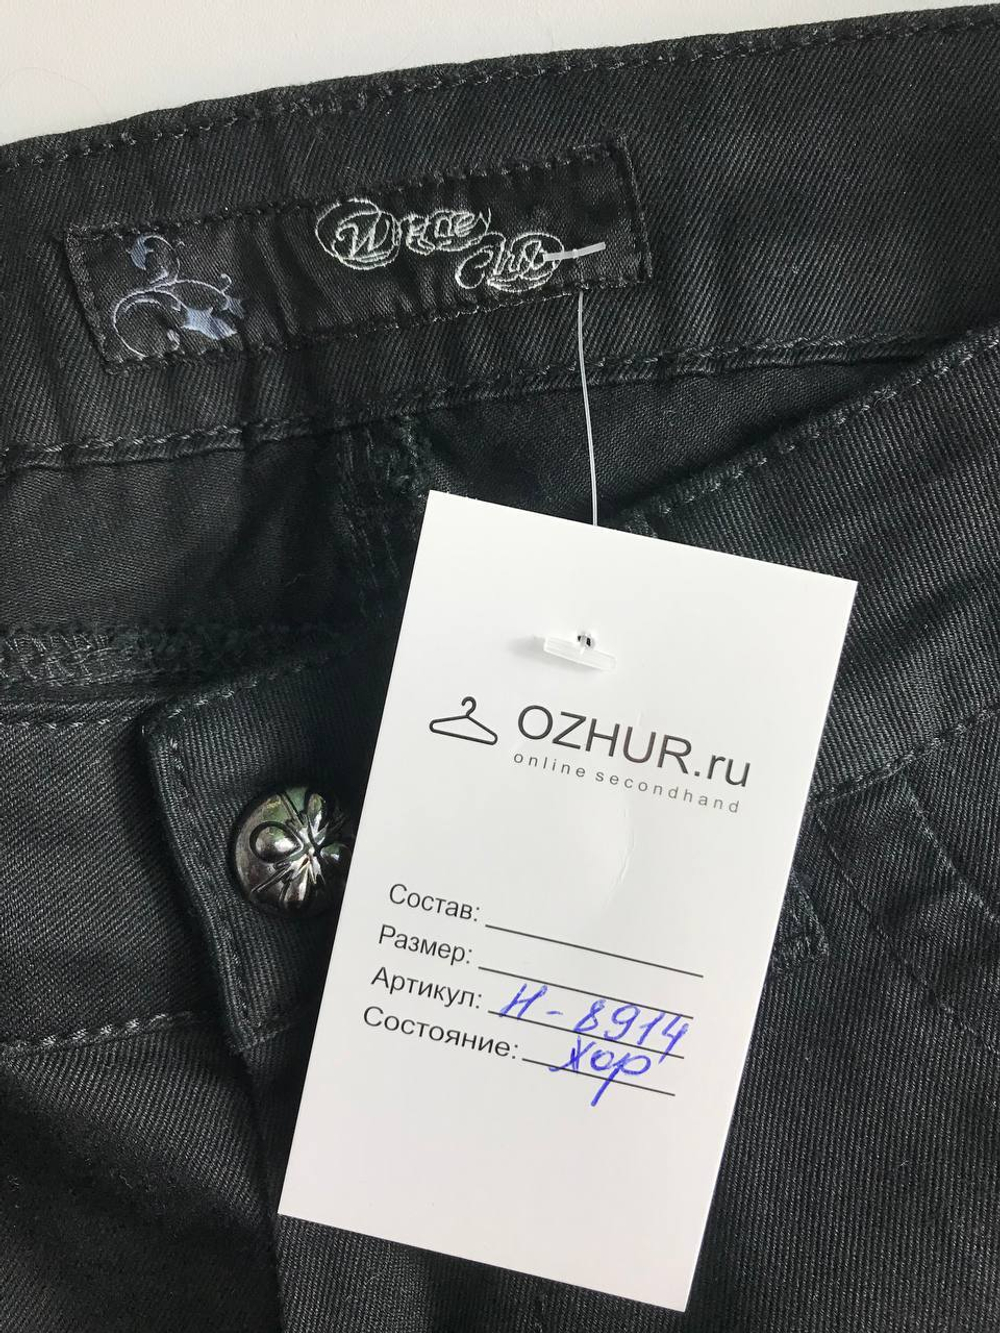 OZHUR.ru
online secondhand
Состав:
Размер:
Артикул: Н-8914
Состояние: Хор